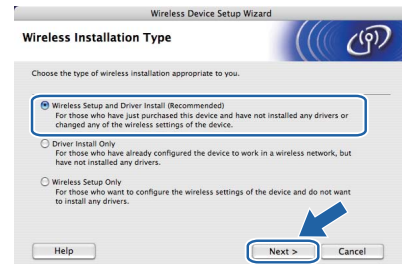 Wireless Device Setup Wizard
Wireless Installation Type
Choose the type of wireless installation appropriate to you.
Wireless Setup and Driver Install (Recommended)
For those who have just purchased this device and have not installed any drivers or
changed any of the wireless settings of the device.
Driver Install Only
For those who have already configured the device to work in a wireless network, but
have not installed any drivers.
Wireless Setup Only
For those who want to configure the wireless settings of the device and do not want
to install any drivers.
Help
Next >
Cancel